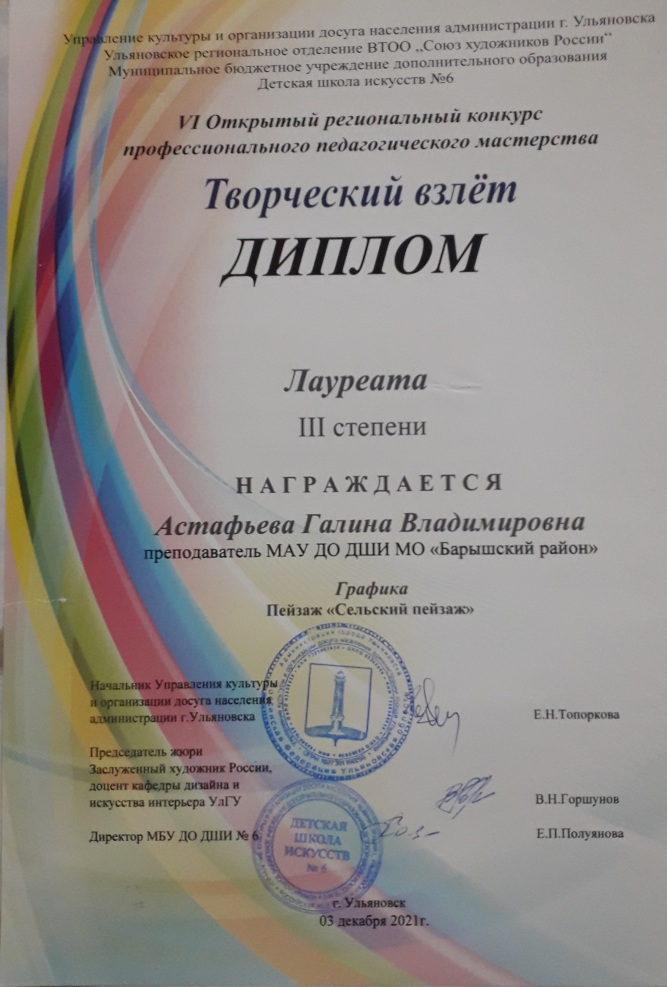 Управление культуры и организации досуга населения администрации г. Ульяновска
Ульяновское региональное отделение ВТОО „Союз художников России“
Муниципальное бюджетное учреждение дополнительного образования
Детская школа искусств №6
VI Открытый региональный конкурс
профессионального педагогического мастерства
Творческий взлёт
ДИПЛОМ
Лауреата
III степени
НАГРАЖДАЕТСЯ
Астафьева Галина Владимировна
преподаватель МАУ ДО ДШИ МО «Барышский район»
Графика
Пейзаж «Сельский пейзаж»
Начальник Управления культуры
и организации досуга населения
администрации г.Ульяновска
Е.Н.Топоркова
Председатель жюри
Заслуженный художник России,
доцент кафедры дизайна и
искусства интерьера УлГУ
В.Н.Горшунов
Директор МБУ ДО ДШИ № 6
Е.П.Полуянова
ДЕТСКАЯ
ШКОЛА
ИСКУССТВ
№ 6
г. Ульяновск
03 декабря 2021г.